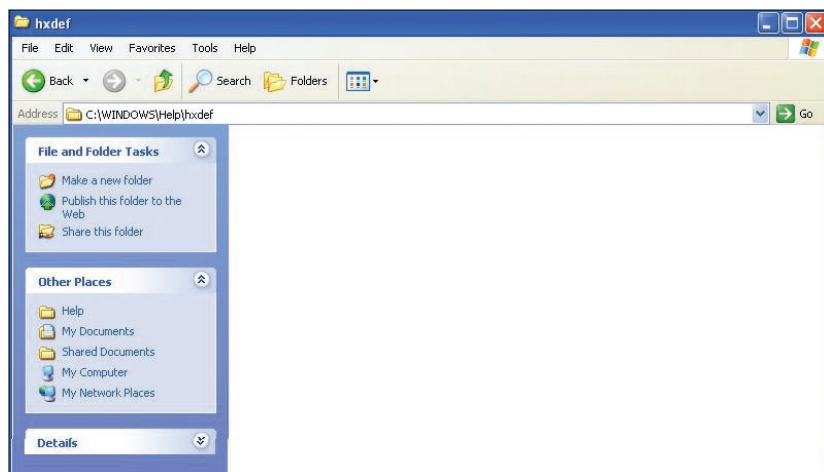 hxdef
File Edit View Favorites Tools Help
Back Search Folders
Address C:\WINDOWS\Help\hxdef Go
File and Folder Tasks
Make a new folder
Publish this folder to the
Web
Share this folder
Other Places
Help
My Documents
Shared Documents
My Computer
My Network Places
Details